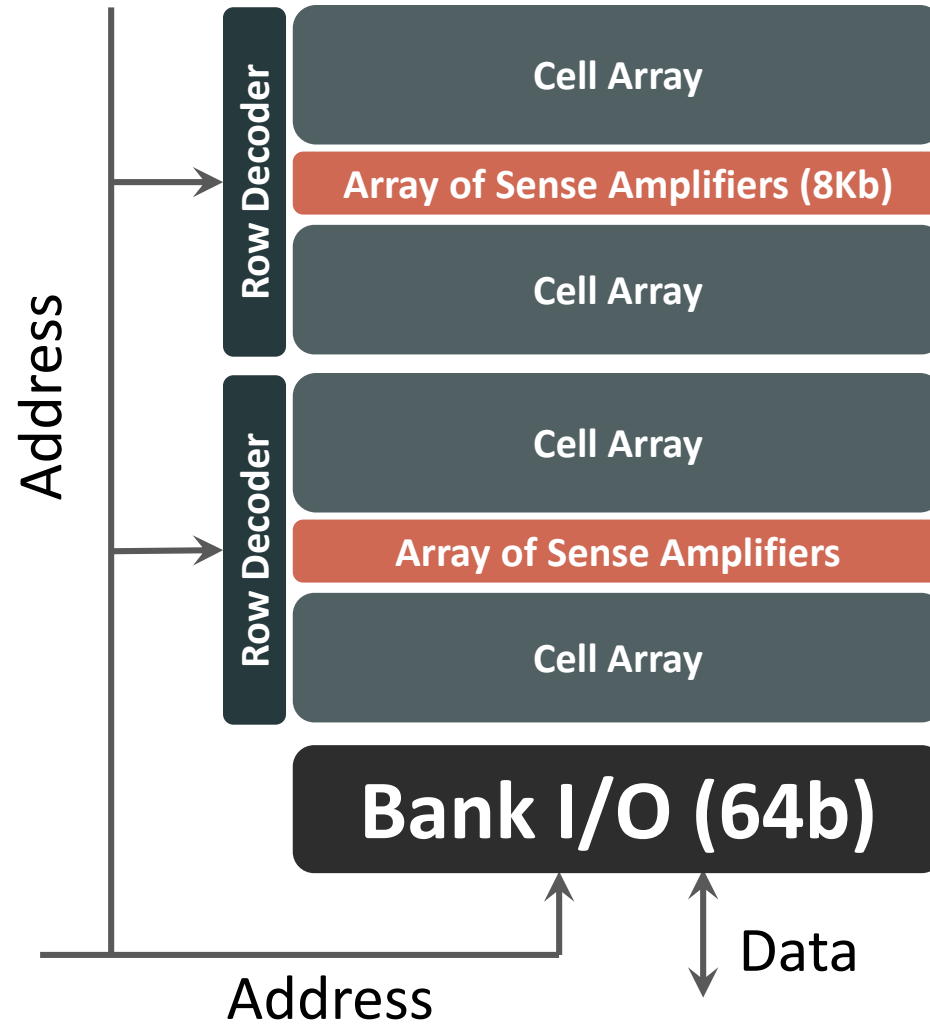 Address
Row Decoder
Cell Array
Array of Sense Amplifiers (8Kb)
Cell Array
Row Decoder
Cell Array
Array of Sense Amplifiers
Cell Array
Bank I/O (64b)
Address
Data